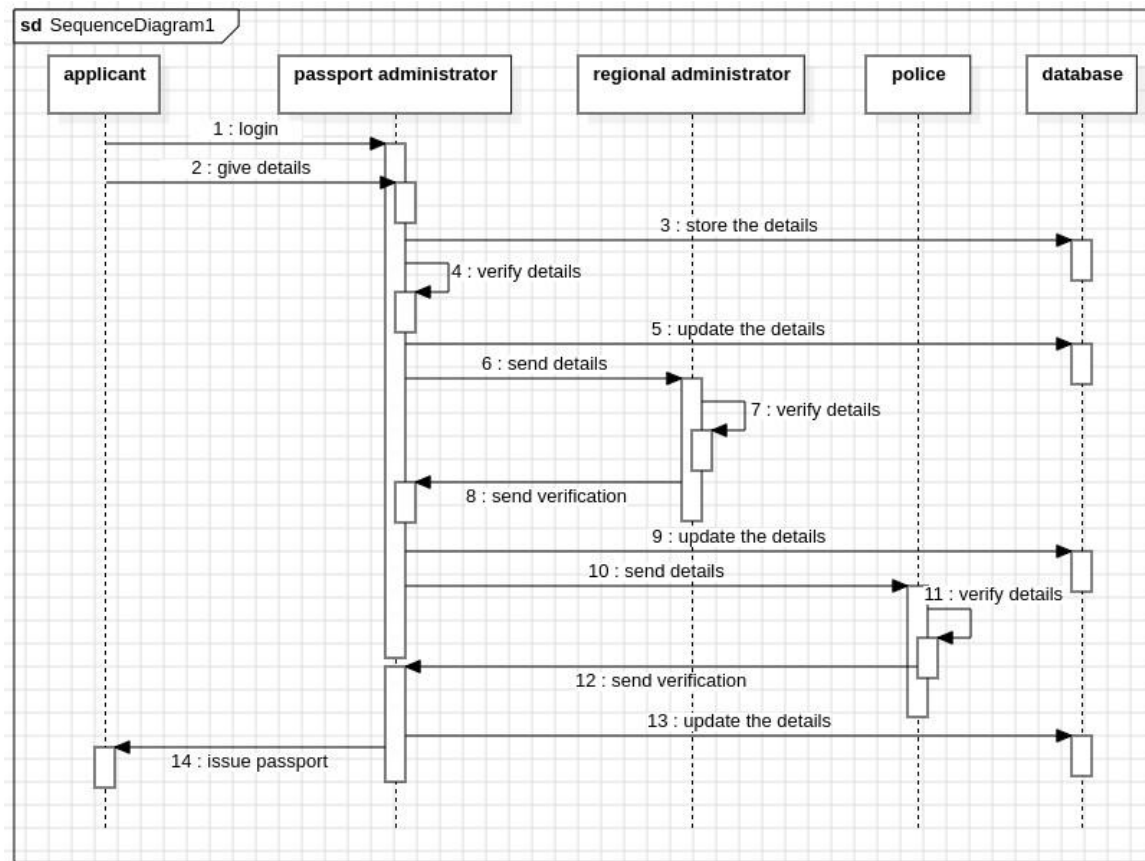 sd SequenceDiagram1
applicant
passport administrator
regional administrator
police
database
1 : login
2 : give details
3 : store the details
4 : verify details
5 : update the details
6 : send details
7 : verify details
8 : send verification
9 : update the details
10 : send details
11 : verify details
12 : send verification
13 : update the details
14 : issue passport